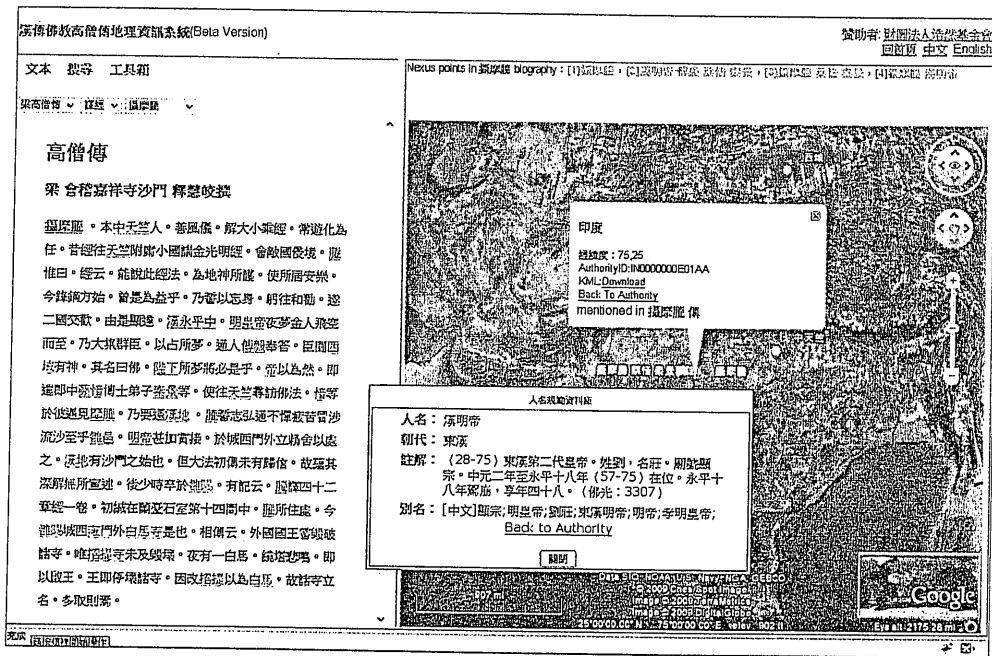 漢傳佛教高僧傳地理資訊系統(Beta Version)
贊助者: 財團法人浩然基金會
回首頁 中文 English
文本 搜尋 工具箱
Nexus points in 攝摩騰 biography:
梁高僧傳 譯經 攝摩騰
高僧傳
梁 會稽嘉祥寺沙門 釋慧皎撰
攝摩騰。本中天竺人。善風儀。解大小乘經。常遊化為
任。昔經往天竺附庸小國講金光明經。會敵國侵境。騰
惟曰。經云。能說此經法。為地神所護。使所居安樂。
今鋒鏑方始。曾是為益乎。乃誓以忘身。躬往和勸。遂
二國交歡。由是顯達。漢永平中。明皇帝夜夢金人飛空
而至。乃大集群臣。以占所夢。通人傅毅奉答。臣聞西
域有神。其名曰佛。陛下所夢將必是乎。帝以為然。即
遣郎中蔡愔博士弟子秦景等。使往天竺尋訪佛法。愔等
於彼遇見摩騰。乃要還漢地。騰誓志弘通不憚疲苦冒涉
流沙至乎雒邑。明帝甚加賞接。於城西門外立精舍以處
之。漢地有沙門之始也。但大法初傳未有歸信。故蘊其
深解無所宣述。後少時卒於雒陽。有記云。騰譯四十二
章經一卷。初緘在蘭臺石室第十四間中。騰所住處。今
雒陽城西雍門外白馬寺是也。相傳云。外國國王嘗毀破
諸寺。唯招提寺未及毀壞。夜有一白馬。繞塔悲鳴。即
以啟王。王即停壞諸寺。因改招提以為白馬。故諸寺立
名。多取則焉。
印度
經緯度:75,25
AuthorityID:IN0000000E01AA
KML:Download
Back To Authority
mentioned in 攝摩騰 傳
人名規範資料庫
人名: 漢明帝
朝代: 東漢
註解: (28-75) 東漢第二代皇帝。姓劉,名莊。廟號顯
宗。中元二年至永平十八年 (57-75) 在位。永平十
八年駕崩,享年四十八。(佛光:3307)
別名: [中文]顯宗;明皇帝;劉莊;東漢明帝;明帝;孝明皇帝;
Back to Authority
關閉
Google
完成